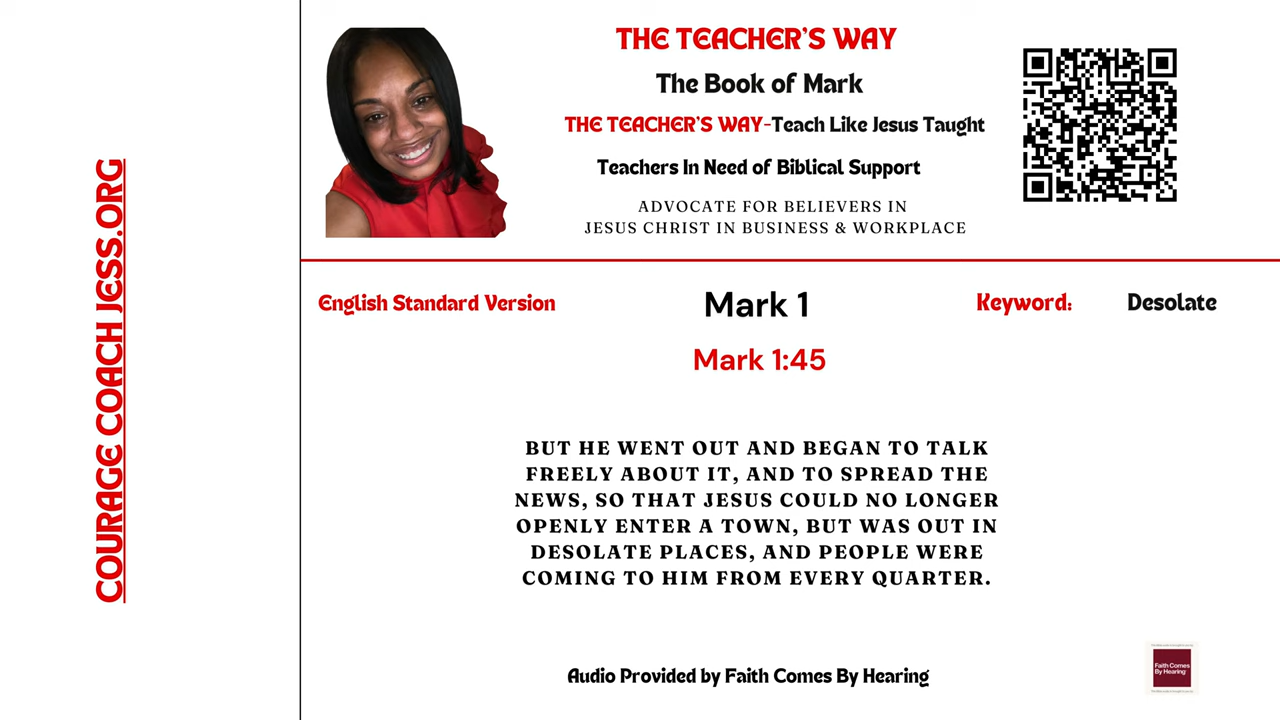 COURAGE COACH JESS.ORG
THE TEACHER'S WAY
The Book of Mark
THE TEACHER'S WAY-Teach Like Jesus Taught
Teachers In Need of Biblical Support
ADVOCATE FOR BELIEVERS IN
JESUS CHRIST IN BUSINESS & WORKPLACE
English Standard Version
Mark 1
Keyword: Desolate
Mark 1:45
BUT HE WENT OUT AND BEGAN TO TALK
FREELY ABOUT IT, AND TO SPREAD THE
NEWS, SO THAT JESUS COULD NO LONGER
OPENLY ENTER A TOWN, BUT WAS OUT IN
DESOLATE PLACES, AND PEOPLE WERE
COMING TO HIM FROM EVERY QUARTER.
Audio Provided by Faith Comes By Hearing
Faith Comes
By Hearing